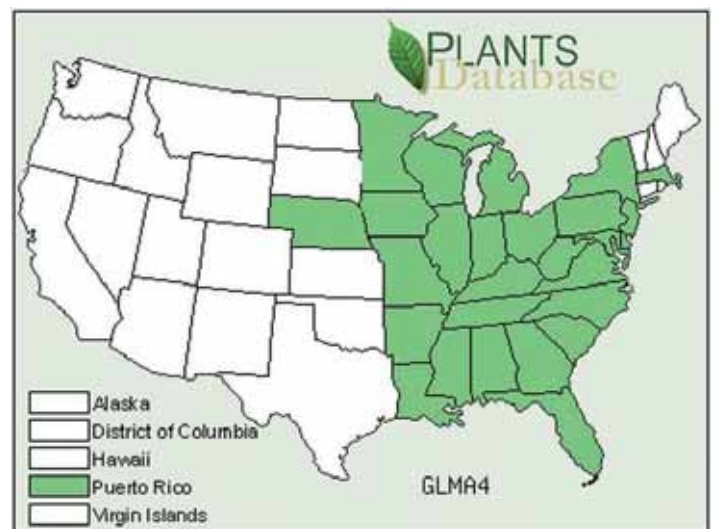 PLANTS
Database
Alaska
District of Columbia
Hawaii
Puerto Rico
Virgin Islands
GLMA4